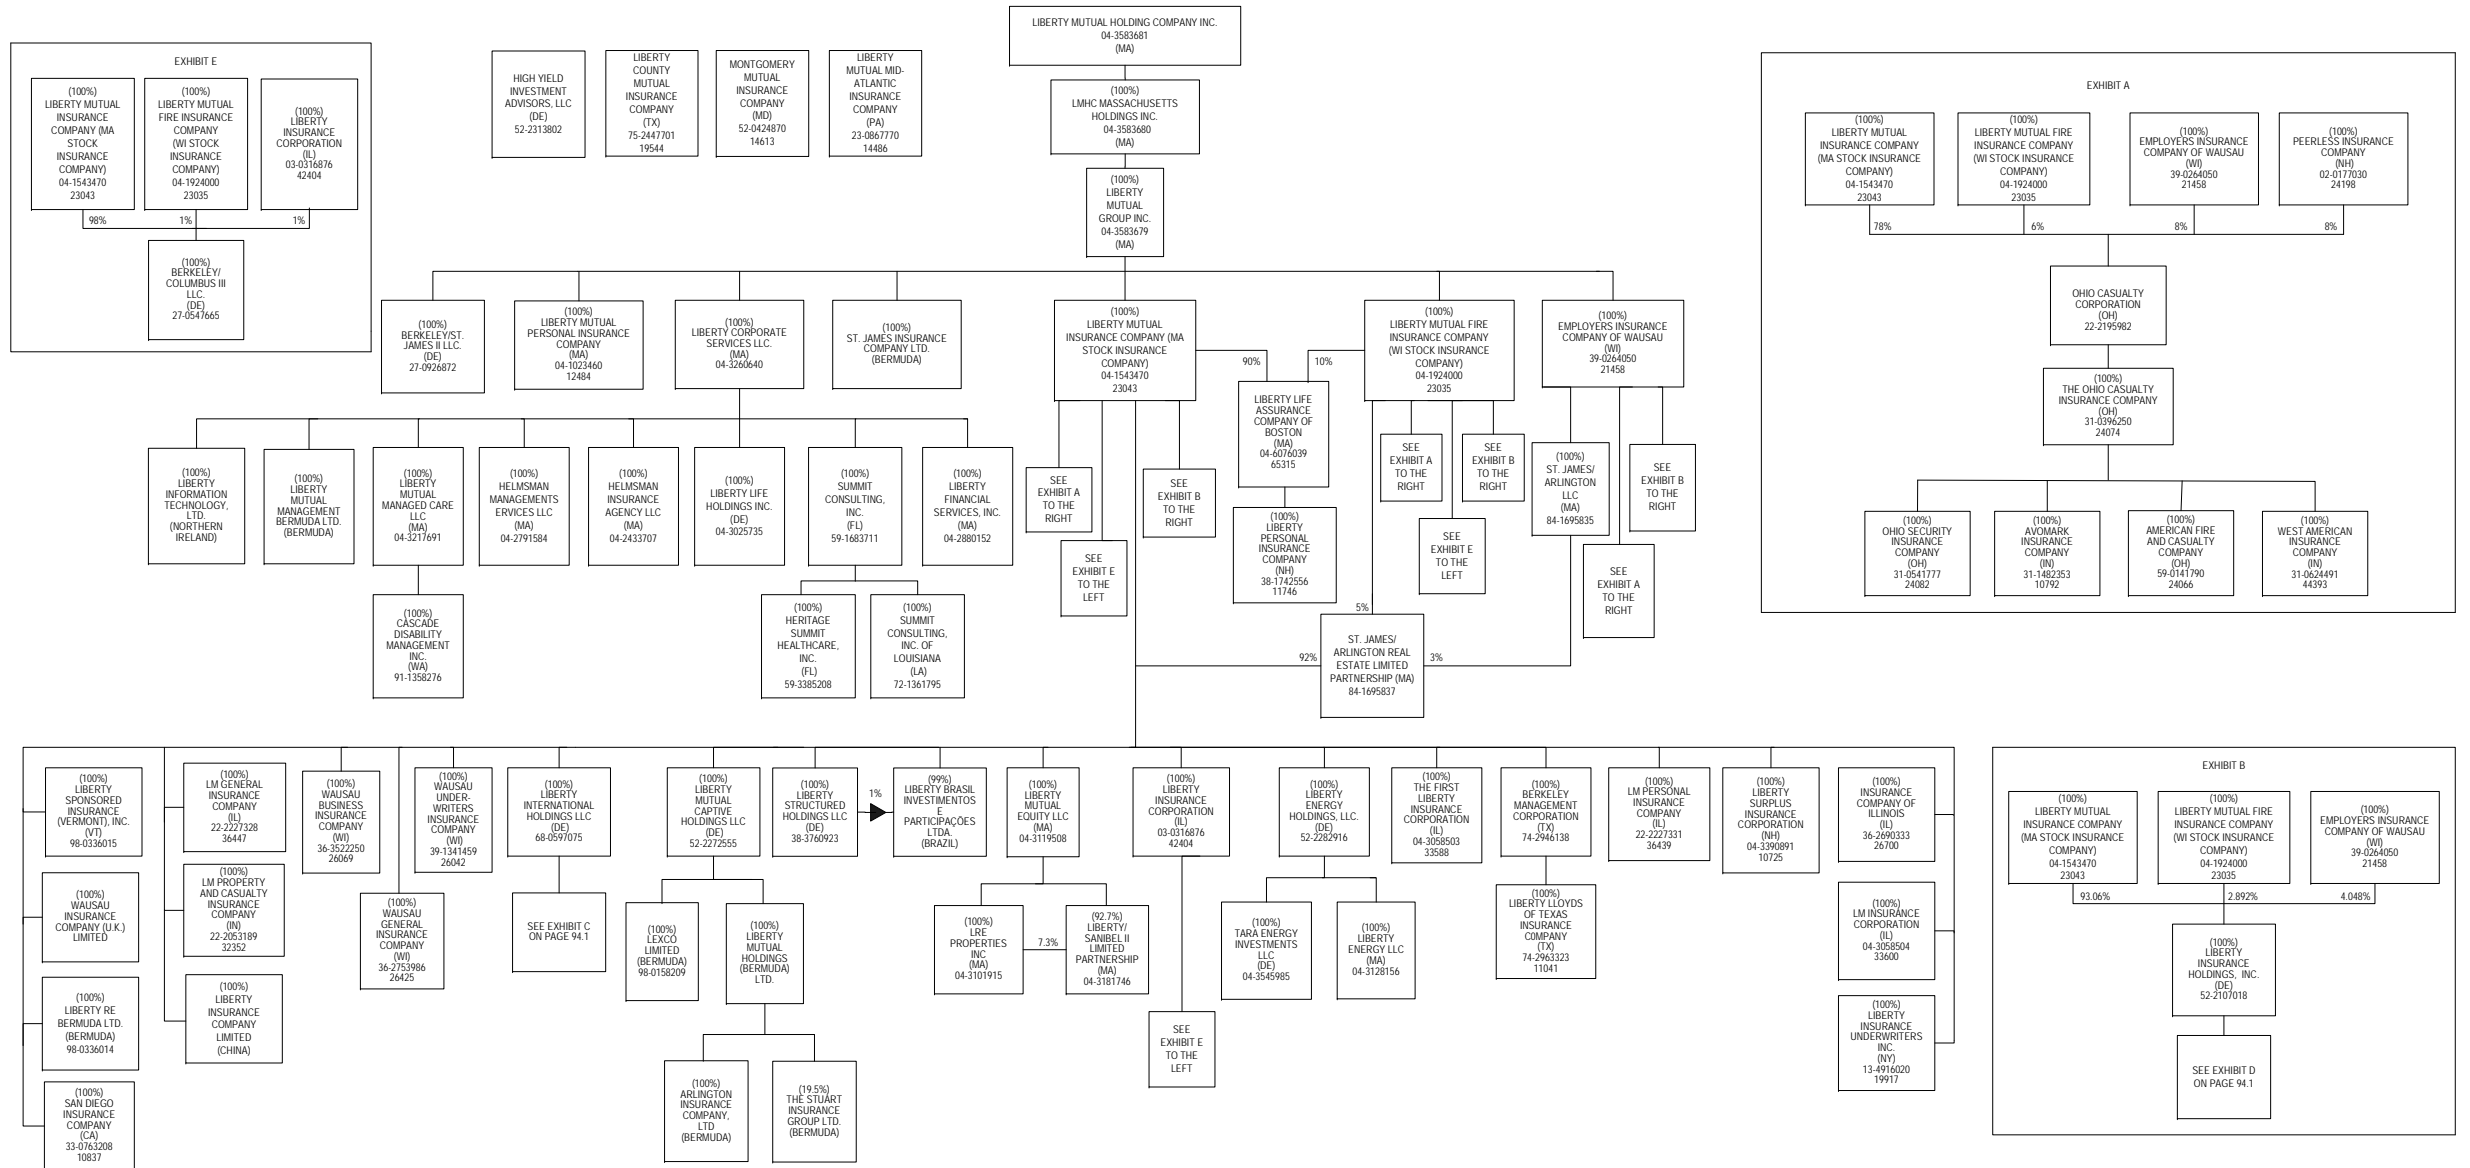 LIBERTY MUTUAL HOLDING COMPANY INC.
04-3583681
(MA)
(100%)
LMHC MASSACHUSETTS
HOLDINGS INC.
04-3583680
(MA)
(100%)
LIBERTY
MUTUAL
GROUP INC.
04-3583679
(MA)
EXHIBIT E
(100%)
LIBERTY MUTUAL
INSURANCE
COMPANY (MA
STOCK
INSURANCE
COMPANY)
04-1543470
23043
(100%)
LIBERTY MUTUAL
FIRE INSURANCE
COMPANY
(WI STOCK
INSURANCE
COMPANY)
04-1924000
23035
(100%)
LIBERTY
INSURANCE
CORPORATION
(IL)
03-0316876
42404
98%
1%
1%
(100%)
BERKELEY/
COLUMBUS III
LLC.
(DE)
27-0547665
HIGH YIELD
INVESTMENT
ADVISORS, LLC
(DE)
52-2313802
LIBERTY
COUNTY
MUTUAL
INSURANCE
COMPANY
(TX)
75-2447701
19544
MONTGOMERY
MUTUAL
INSURANCE
COMPANY
(MD)
52-0424870
14613
LIBERTY
MUTUAL MID-
ATLANTIC
INSURANCE
COMPANY
(PA)
23-0867770
14486
EXHIBIT A
(100%)
LIBERTY MUTUAL
INSURANCE COMPANY
(MA STOCK INSURANCE
COMPANY)
04-1543470
23043
(100%)
LIBERTY MUTUAL FIRE
INSURANCE COMPANY
(WI STOCK INSURANCE
COMPANY)
04-1924000
23035
(100%)
EMPLOYERS INSURANCE
COMPANY OF WAUSAU
(WI)
39-0264050
21458
(100%)
PEERLESS INSURANCE
COMPANY
(NH)
02-0177030
24198
78%
6%
8%
8%
OHIO CASUALTY
CORPORATION
(OH)
22-2195982
(100%)
THE OHIO CASUALTY
INSURANCE COMPANY
(OH)
31-0396250
24074
(100%)
OHIO SECURITY
INSURANCE
COMPANY
(OH)
31-0541777
24082
(100%)
AVOMARK
INSURANCE
COMPANY
(IN)
31-1482353
10792
(100%)
AMERICAN FIRE
AND CASUALTY
COMPANY
(OH)
59-0141790
24066
(100%)
WEST AMERICAN
INSURANCE
COMPANY
(IN)
31-0624491
44393
(100%)
BERKELEY/ST.
JAMES II LLC.
(DE)
27-0926872
(100%)
LIBERTY MUTUAL
PERSONAL INSURANCE
COMPANY
(MA)
04-1023460
12484
(100%)
LIBERTY CORPORATE
SERVICES LLC.
(MA)
04-3260640
(100%)
ST. JAMES INSURANCE
COMPANY LTD.
(BERMUDA)
(100%)
LIBERTY MUTUAL
INSURANCE COMPANY (MA
STOCK INSURANCE
COMPANY)
04-1543470
23043
(100%)
LIBERTY MUTUAL FIRE
INSURANCE COMPANY
(WI STOCK INSURANCE
COMPANY)
04-1924000
23035
(100%)
EMPLOYERS INSURANCE
COMPANY OF WAUSAU
(WI)
39-0264050
21458
90%
10%
(100%)
LIBERTY LIFE
ASSURANCE
COMPANY OF
BOSTON
(MA)
04-6076039
65315
(100%)
LIBERTY
PERSONAL
INSURANCE
COMPANY
(NH)
38-1742556
11746
(100%)
LIBERTY
INFORMATION
TECHNOLOGY,
LTD.
(NORTHERN
IRELAND)
(100%)
LIBERTY
MUTUAL
MANAGEMENT
BERMUDA LTD.
(BERMUDA)
(100%)
LIBERTY
MUTUAL
MANAGED CARE
LLC
(MA)
04-3217691
(100%)
HELMSMAN
MANAGEMENTS
ERVICES LLC
(MA)
04-2791584
(100%)
HELMSMAN
INSURANCE
AGENCY LLC
(MA)
04-2433707
(100%)
LIBERTY LIFE
HOLDINGS INC.
(DE)
04-3025735
(100%)
SUMMIT
CONSULTING,
INC.
(FL)
59-1683711
(100%)
LIBERTY
FINANCIAL
SERVICES, INC.
(MA)
04-2880152
(100%)
CASCADE
DISABILITY
MANAGEMENT
INC.
(WA)
91-1358276
(100%)
HERITAGE
SUMMIT
HEALTHCARE,
INC.
(FL)
59-3385208
(100%)
SUMMIT
CONSULTING,
INC. OF
LOUISIANA
(LA)
72-1361795
SEE
EXHIBIT A
TO THE
RIGHT
SEE
EXHIBIT E
TO THE
LEFT
SEE
EXHIBIT B
TO THE
RIGHT
SEE
EXHIBIT A
TO THE
RIGHT
SEE
EXHIBIT E
TO THE
LEFT
SEE
EXHIBIT B
TO THE
RIGHT
(100%)
ST. JAMES/
ARLINGTON
LLC
(MA)
84-1695835
SEE
EXHIBIT A
TO THE
RIGHT
SEE
EXHIBIT B
TO THE
RIGHT
5%
92%
3%
ST. JAMES/
ARLINGTON REAL
ESTATE LIMITED
PARTNERSHIP (MA)
84-1695837
(100%)
LIBERTY
SPONSORED
INSURANCE
(VERMONT), INC.
(VT)
98-0336015
(100%)
WAUSAU
INSURANCE
COMPANY (U.K.)
LIMITED
(100%)
LIBERTY RE
BERMUDA LTD.
(BERMUDA)
98-0336014
(100%)
SAN DIEGO
INSURANCE
COMPANY
(CA)
33-0763208
10837
(100%)
LM GENERAL
INSURANCE
COMPANY
(IL)
22-2227328
36447
(100%)
LM PROPERTY
AND CASUALTY
INSURANCE
COMPANY
(IN)
22-2053189
32352
(100%)
LIBERTY
INSURANCE
COMPANY
LIMITED
(CHINA)
(100%)
WAUSAU
BUSINESS
INSURANCE
COMPANY
(WI)
36-3522250
26069
(100%)
WAUSAU
GENERAL
INSURANCE
COMPANY
(WI)
36-2753986
26425
(100%)
WAUSAU
UNDER-
WRITERS
INSURANCE
COMPANY
(WI)
39-1341459
26042
(100%)
LIBERTY
INTERNATIONAL
HOLDINGS LLC
(DE)
68-0597075
SEE EXHIBIT C
ON PAGE 94.1
(100%)
LIBERTY
MUTUAL
CAPTIVE
HOLDINGS LLC
(DE)
52-2272555
(100%)
LEXCO
LIMITED
(BERMUDA)
98-0158209
(100%)
LIBERTY
MUTUAL
HOLDINGS
(BERMUDA)
LTD.
(100%)
ARLINGTON
INSURANCE
COMPANY,
LTD
(BERMUDA)
(19.5%)
THE STUART
INSURANCE
GROUP LTD.
(BERMUDA)
(100%)
LIBERTY
STRUCTURED
HOLDINGS LLC
(DE)
38-3760923
1%
(99%)
LIBERTY BRASIL
INVESTIMENTOS
E
PARTICIPAÇÕES
LTDA.
(BRAZIL)
(100%)
LIBERTY
MUTUAL
EQUITY LLC
(MA)
04-3119508
(100%)
LRE
PROPERTIES
INC
(MA)
04-3101915
7.3%
(92.7%)
LIBERTY/
SANIBEL II
LIMITED
PARTNERSHIP
(MA)
04-3181746
(100%)
LIBERTY
INSURANCE
CORPORATION
(IL)
03-0316876
42404
SEE
EXHIBIT E
TO THE
LEFT
(100%)
LIBERTY
ENERGY
HOLDINGS, LLC.
(DE)
52-2282916
(100%)
TARA ENERGY
INVESTMENTS
LLC
(DE)
04-3545985
(100%)
LIBERTY
ENERGY LLC
(MA)
04-3128156
(100%)
THE FIRST
LIBERTY
INSURANCE
CORPORATION
(IL)
04-3058503
33588
(100%)
BERKELEY
MANAGEMENT
CORPORATION
(TX)
74-2946138
(100%)
LIBERTY LLOYDS
OF TEXAS
INSURANCE
C0MPANY
(TX)
74-2963323
11041
(100%)
LM PERSONAL
INSURANCE
COMPANY
(IL)
22-2227331
36439
(100%)
LIBERTY
SURPLUS
INSURANCE
CORPORATION
(NH)
04-3390891
10725
(100%)
INSURANCE
COMPANY OF
ILLINOIS
(IL)
36-2690333
26700
(100%)
LM INSURANCE
CORPORATION
(IL)
04-3058504
33600
(100%)
LIBERTY
INSURANCE
UNDERWRITERS
INC.
(NY)
13-4916020
19917
EXHIBIT B
(100%)
LIBERTY MUTUAL
INSURANCE COMPANY
(MA STOCK INSURANCE
COMPANY)
04-1543470
23043
(100%)
LIBERTY MUTUAL FIRE
INSURANCE COMPANY
(WI STOCK INSURANCE
COMPANY)
04-1924000
23035
(100%)
EMPLOYERS INSURANCE
COMPANY OF WAUSAU
(WI)
39-0264050
21458
93.06%
2.892%
4.048%
(100%)
LIBERTY
INSURANCE
HOLDINGS, INC.
(DE)
52-2107018
SEE EXHIBIT D
ON PAGE 94.1